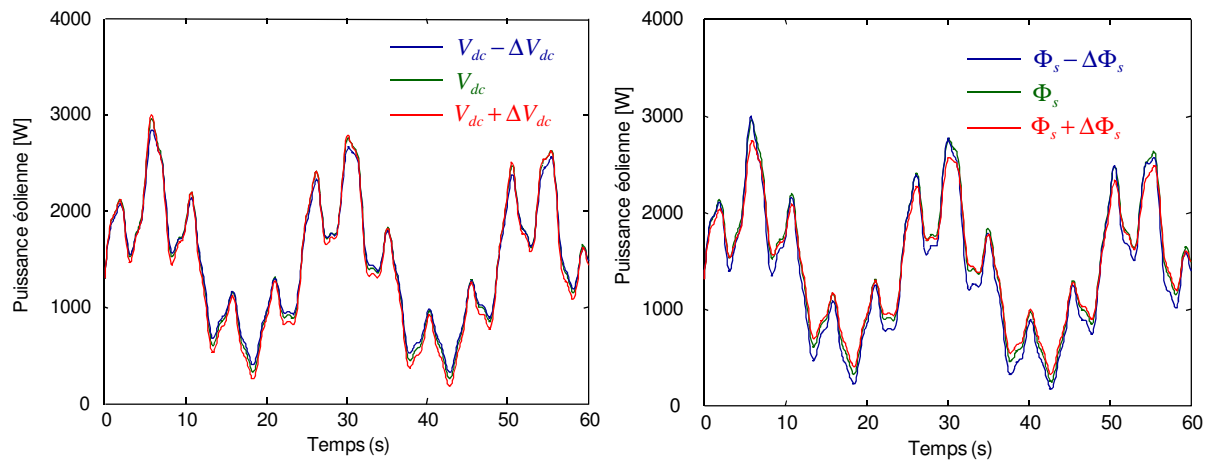 4000
3000
2000
1000
0
Puissance éolienne [W]
V_dc − ΔV_dc
V_dc
V_dc + ΔV_dc
0 10 20 30 40 50 60
Temps (s)
4000
3000
2000
1000
0
Puissance éolienne [W]
Φ_s − ΔΦ_s
Φ_s
Φ_s + ΔΦ_s
0 10 20 30 40 50 60
Temps (s)